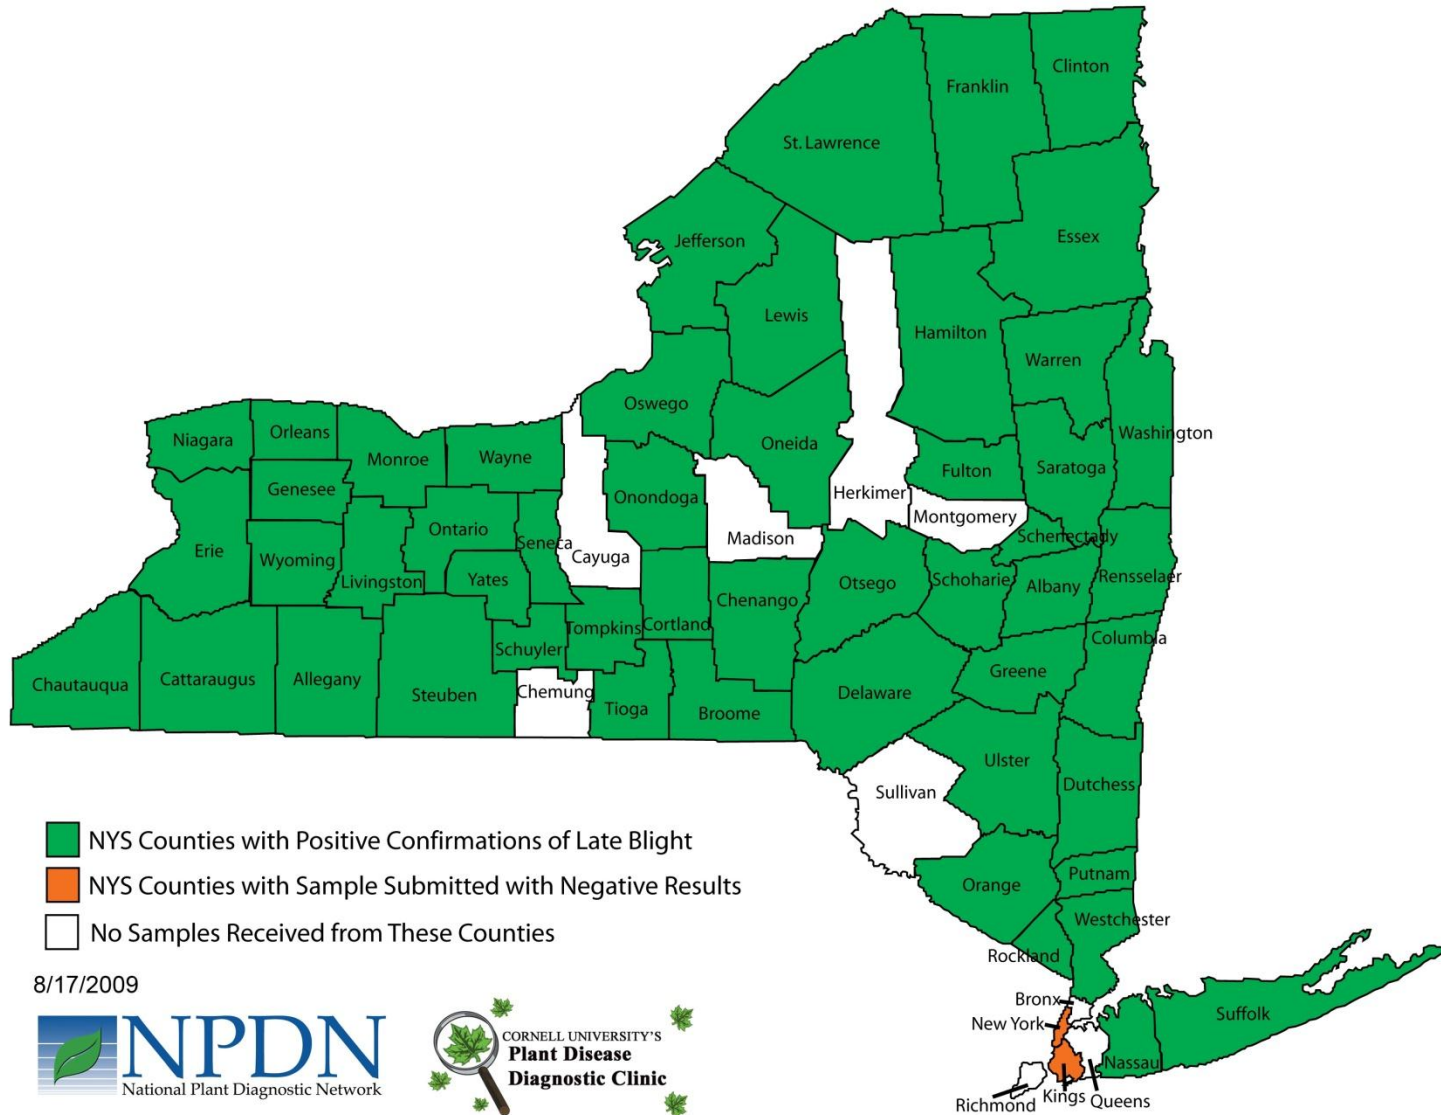 Clinton
Franklin
St. Lawrence
Essex
Jefferson
Lewis
Hamilton
Warren
Oswego
Oneida
Washington
Niagara
Orleans
Monroe
Wayne
Fulton
Saratoga
Genesee
Onondoga
Herkimer
Montgomery
Ontario
Madison
Schenectady
Seneca
Erie
Wyoming
Cayuga
Livingston
Yates
Otsego
Schoharie
Albany
Rensselaer
Chenango
Tompkins
Cortland
Columbia
Schuyler
Greene
Chautauqua
Cattaraugus
Allegany
Steuben
Chemung
Tioga
Broome
Delaware
Ulster
Dutchess
Sullivan
Orange
Putnam
Westchester
Rockland
Bronx
New York
Suffolk
Nassau
Richmond
Kings
Queens
NYS Counties with Positive Confirmations of Late Blight
NYS Counties with Sample Submitted with Negative Results
No Samples Received from These Counties
8/17/2009
NPDN
National Plant Diagnostic Network
CORNELL UNIVERSITY'S
Plant Disease
Diagnostic Clinic